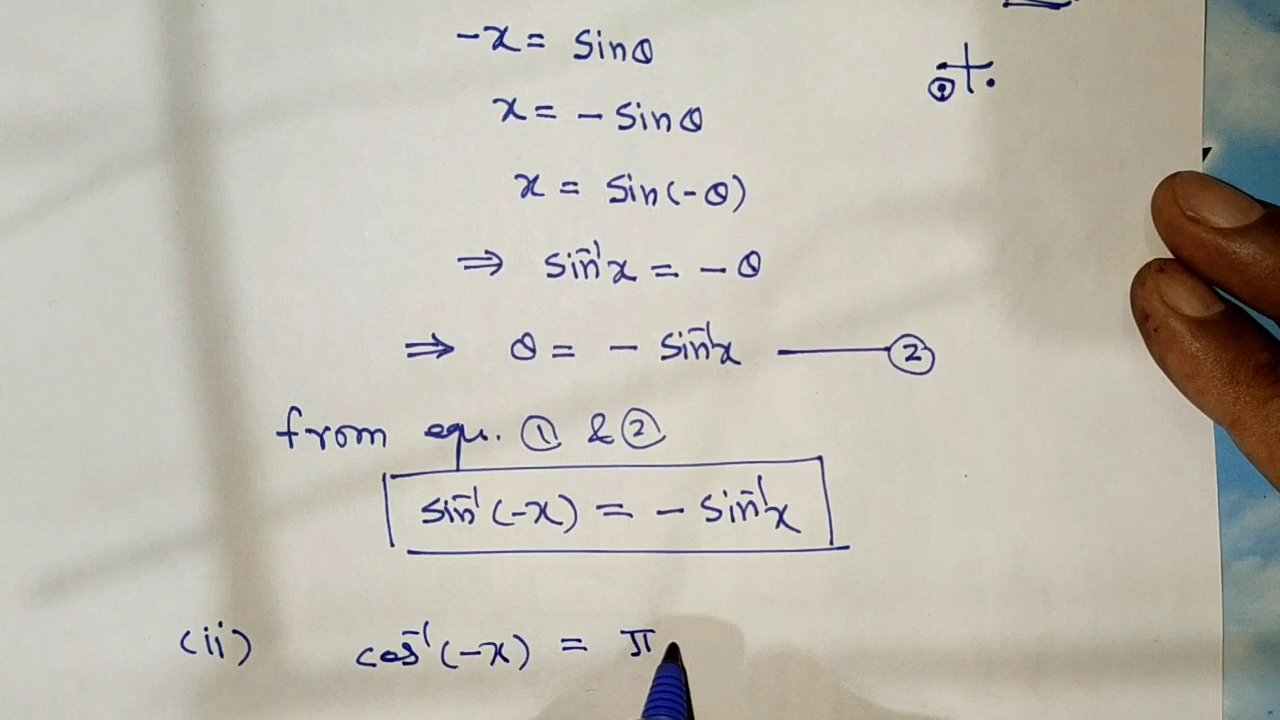 -x = sinθ
x = - sinθ
x = sin(-θ)
⇒ sin⁻¹x = - θ
⇒ θ = - sin⁻¹x —— ②
from equ. ① & ②
sin⁻¹(-x) = - sin⁻¹x
(ii) cos⁻¹(-x) = π